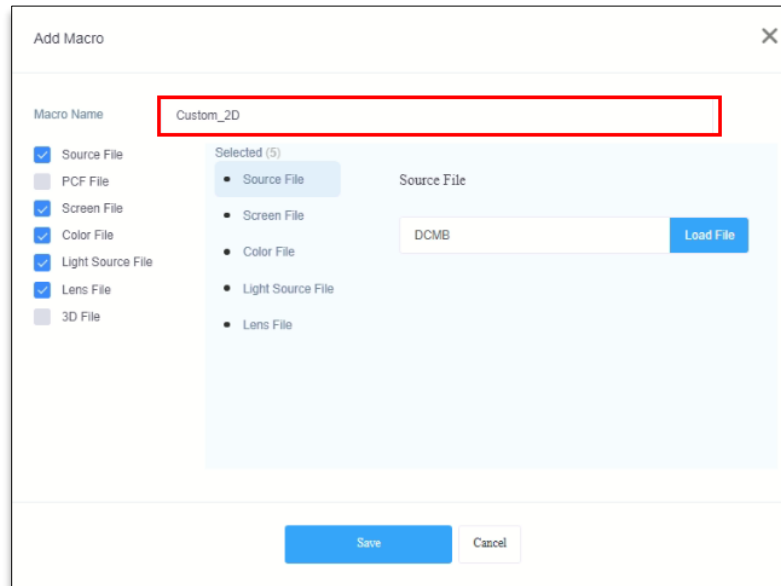 Add Macro
Macro Name
Custom_2D
Source File
PCF File
Screen File
Color File
Light Source File
Lens File
3D File
Selected (5)
Source File
Screen File
Color File
Light Source File
Lens File
Source File
DCMB
Load File
Save
Cancel